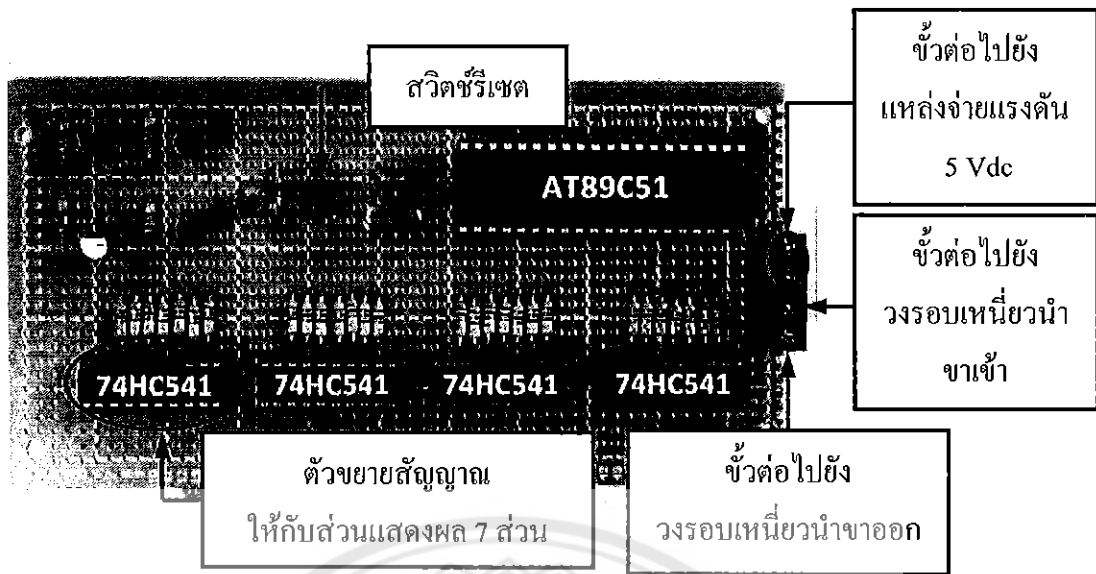 สวิตช์รีเซต
ขั้วต่อไปยัง
แหล่งจ่ายแรงดัน
5 Vdc
AT89C51
ขั้วต่อไปยัง
วงรอบเหนี่ยวนำ
ขาเข้า
74HC541 74HC541 74HC541 74HC541
ตัวขยายสัญญาณ
ให้กับส่วนแสดงผล 7 ส่วน
ขั้วต่อไปยัง
วงรอบเหนี่ยวนำขาออก